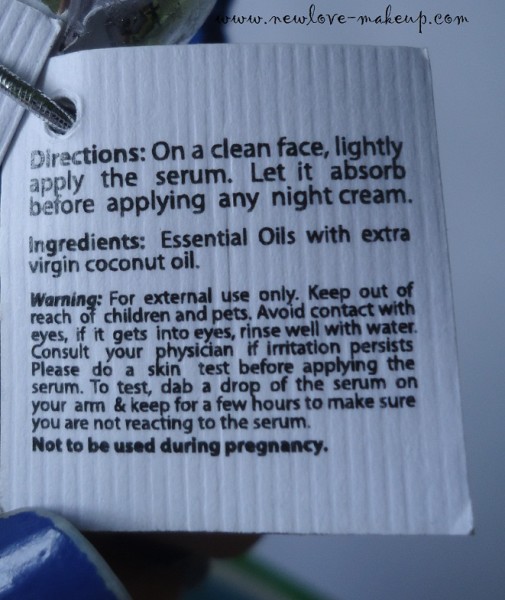 www.newlove-makeup.com
Directions: On a clean face, lightly
apply the serum. Let it absorb
before applying any night cream.
Ingredients: Essential Oils with extra
virgin coconut oil.
Warning: For external use only. Keep out of
reach of children and pets. Avoid contact with
eyes, if it gets into eyes, rinse well with water.
Consult your physician if irritation persists
Please do a skin test before applying the
serum. To test, dab a drop of the serum on
your arm & keep for a few hours to make sure
you are not reacting to the serum.
Not to be used during pregnancy.